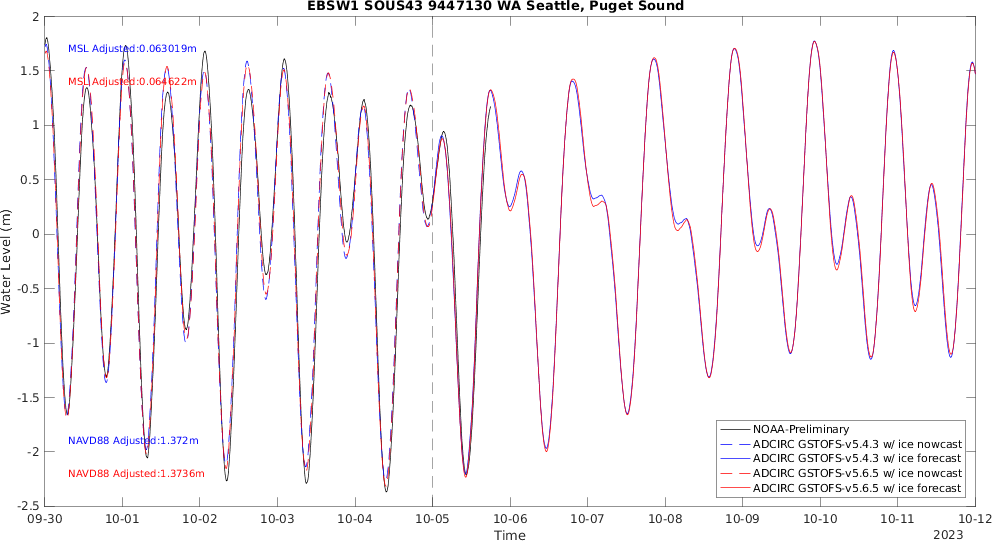 EBSW1 SOUS43 9447130 WA Seattle, Puget Sound
2
1.5
1
0.5
0
-0.5
-1
-1.5
-2
-2.5
Water Level (m)
MSL Adjusted:0.063019m
MSL Adjusted:0.064622m
NAVD88 Adjusted:1.372m
NAVD88 Adjusted:1.3736m
NOAA-Preliminary
ADCIRC GSTOFS-v5.4.3 w/ ice nowcast
ADCIRC GSTOFS-v5.4.3 w/ ice forecast
ADCIRC GSTOFS-v5.6.5 w/ ice nowcast
ADCIRC GSTOFS-v5.6.5 w/ ice forecast
09-30 10-01 10-02 10-03 10-04 10-05 10-06 10-07 10-08 10-09 10-10 10-11 10-12
Time
2023